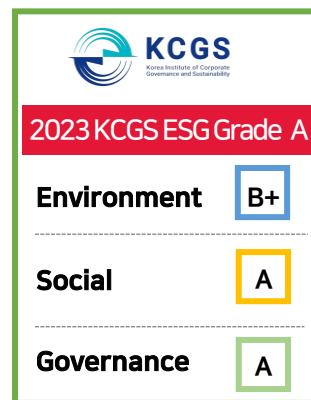 KCGS
Korea Institute of Corporate
Governance and Sustainability
2023 KCGS ESG Grade A
Environment B+
Social A
Governance A